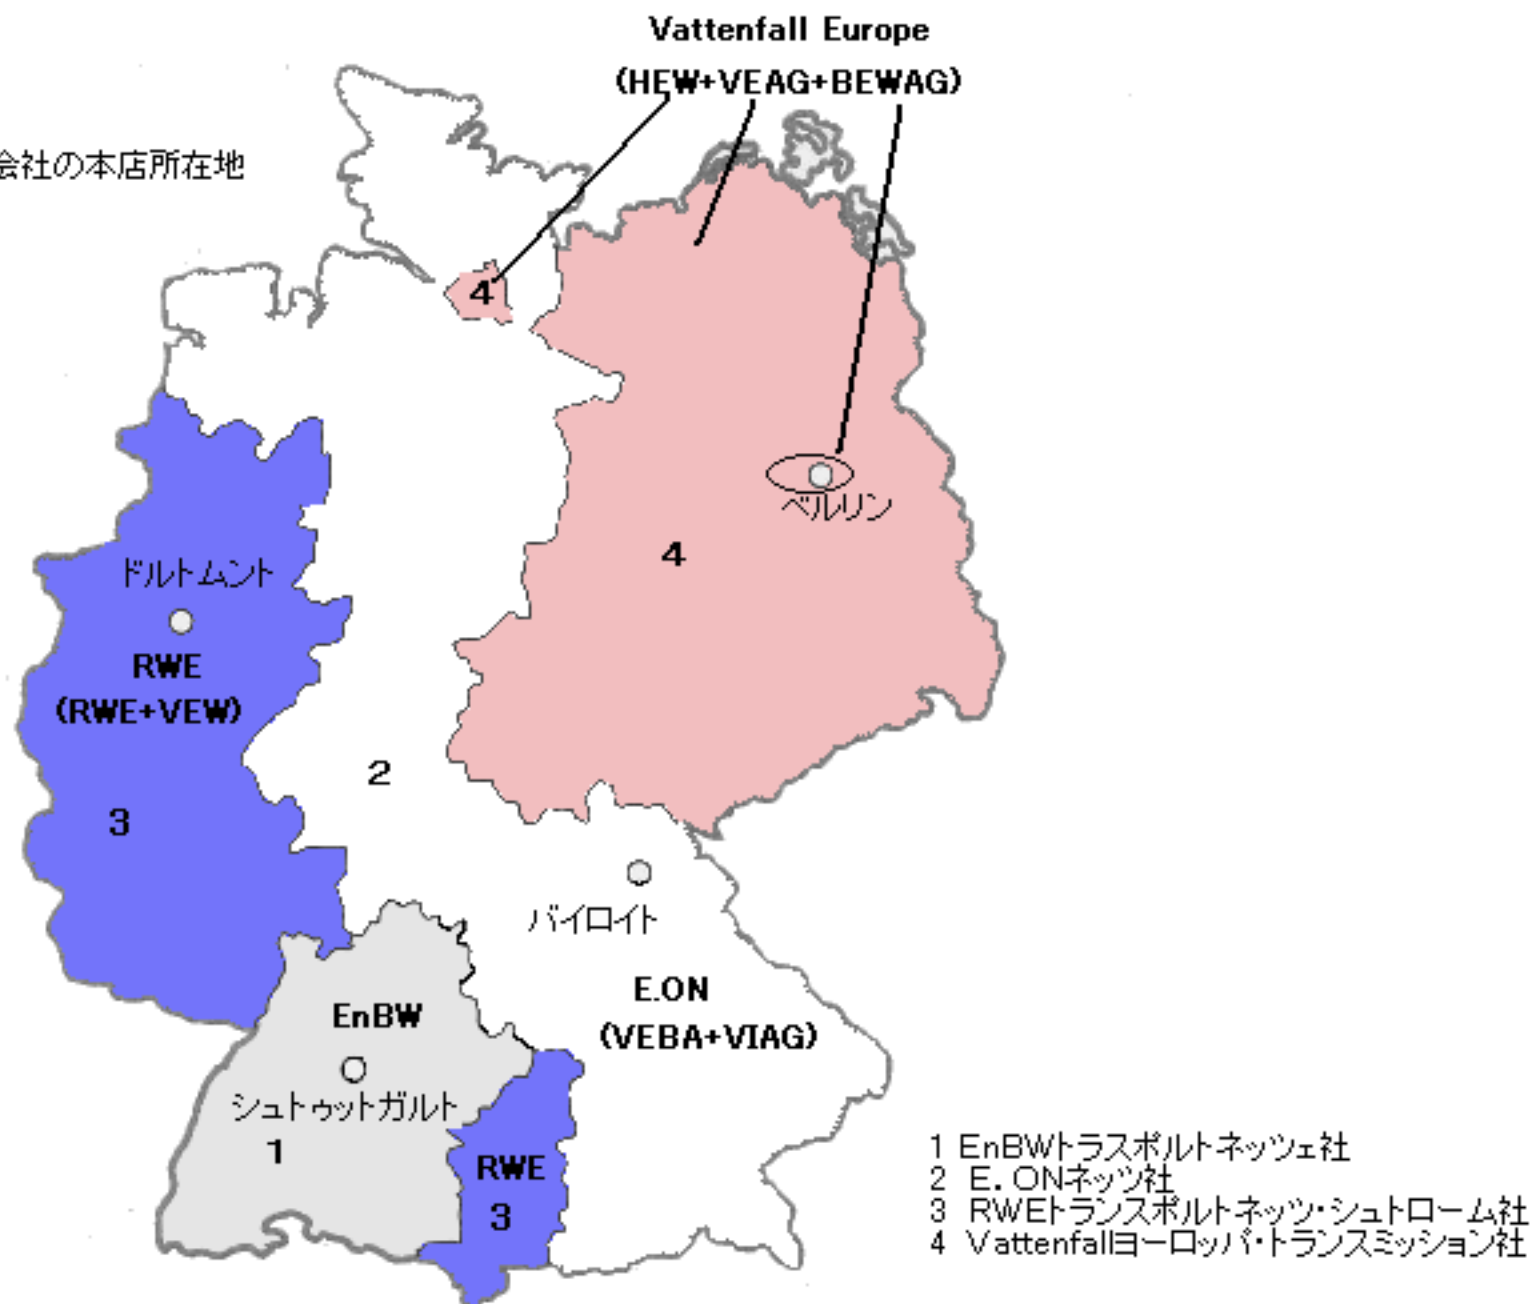 Vattenfall Europe
(HEW+VEAG+BEWAG)
会社の本店所在地
4
ベルリン
4
ドルトムント
RWE
(RWE+VEW)
2
3
バイロイト
E.ON
(VEBA+VIAG)
EnBW
シュトゥットガルト
1
RWE
3
1 EnBWトラスポルトネッツェ社
2 E.ONネッツ社
3 RWEトランスポルトネッツ・シュトローム社
4 Vattenfallヨーロッパ・トランスミッション社